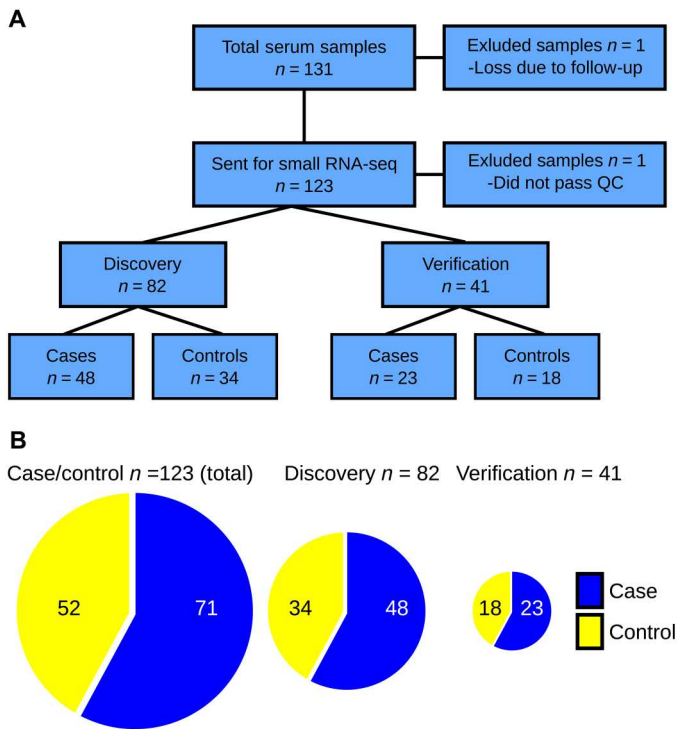 A
Total serum samples
n = 131
Exluded samples n = 1
-Loss due to follow-up
Sent for small RNA-seq
n = 123
Exluded samples n = 1
-Did not pass QC
Discovery
n = 82
Verification
n = 41
Cases
n = 48
Controls
n = 34
Cases
n = 23
Controls
n = 18
B
Case/control n =123 (total)
Discovery n = 82
Verification n = 41
52
71
34
48
18
23
Case
Control